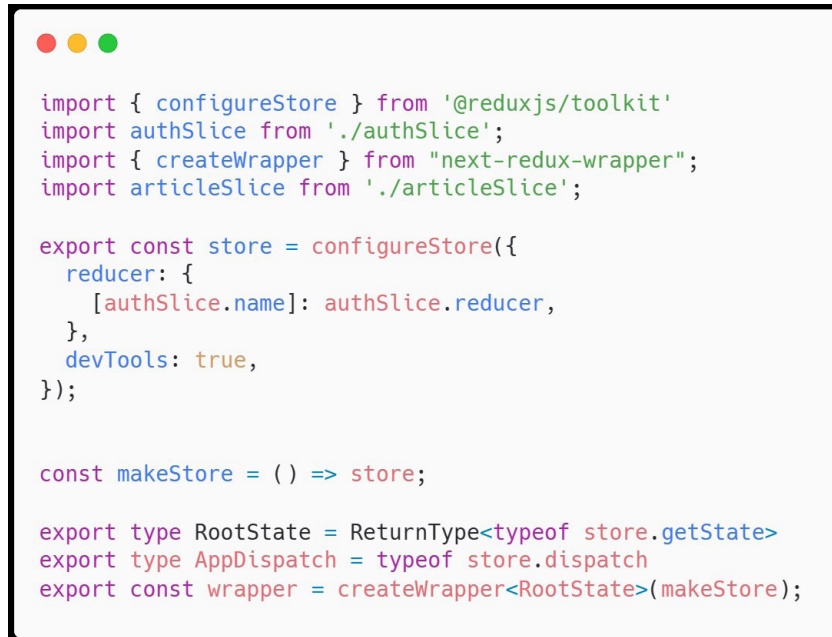 import { configureStore } from '@reduxjs/toolkit'
import authSlice from './authSlice';
import { createWrapper } from "next-redux-wrapper";
import articleSlice from './articleSlice';

export const store = configureStore({
  reducer: {
    [authSlice.name]: authSlice.reducer,
  },
  devTools: true,
});

const makeStore = () => store;

export type RootState = ReturnType<typeof store.getState>
export type AppDispatch = typeof store.dispatch
export const wrapper = createWrapper<RootState>(makeStore);